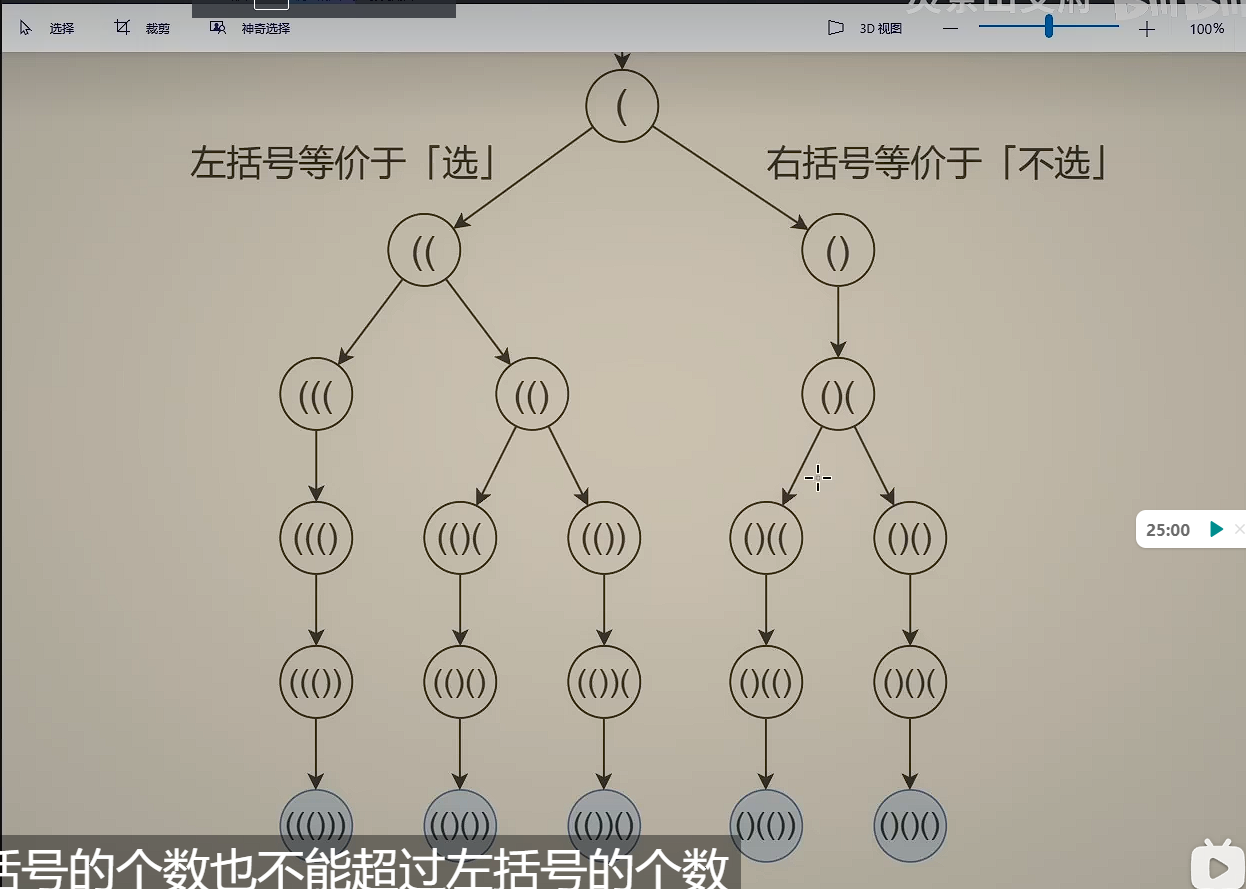 选择 裁剪 神奇选择 3D 视图 100%
(
左括号等价于「选」 右括号等价于「不选」
(( ()
((( (() ()(
((() (()( (()) ()(( ()()
((()) (()() (())( ()(() ()()(
((())) (()()) (())() ()(()) ()()()
25:00
括号的个数也不能超过左括号的个数